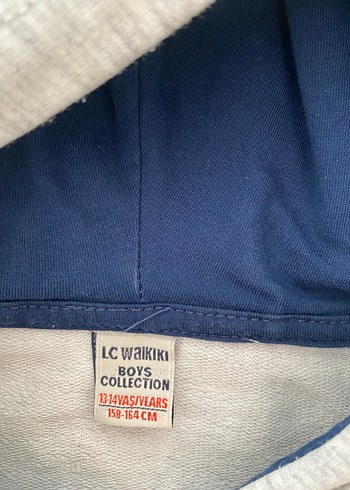 LC WAIKIKI
BOYS
COLLECTION
13-14YAŞ/YEARS
158-164 CM